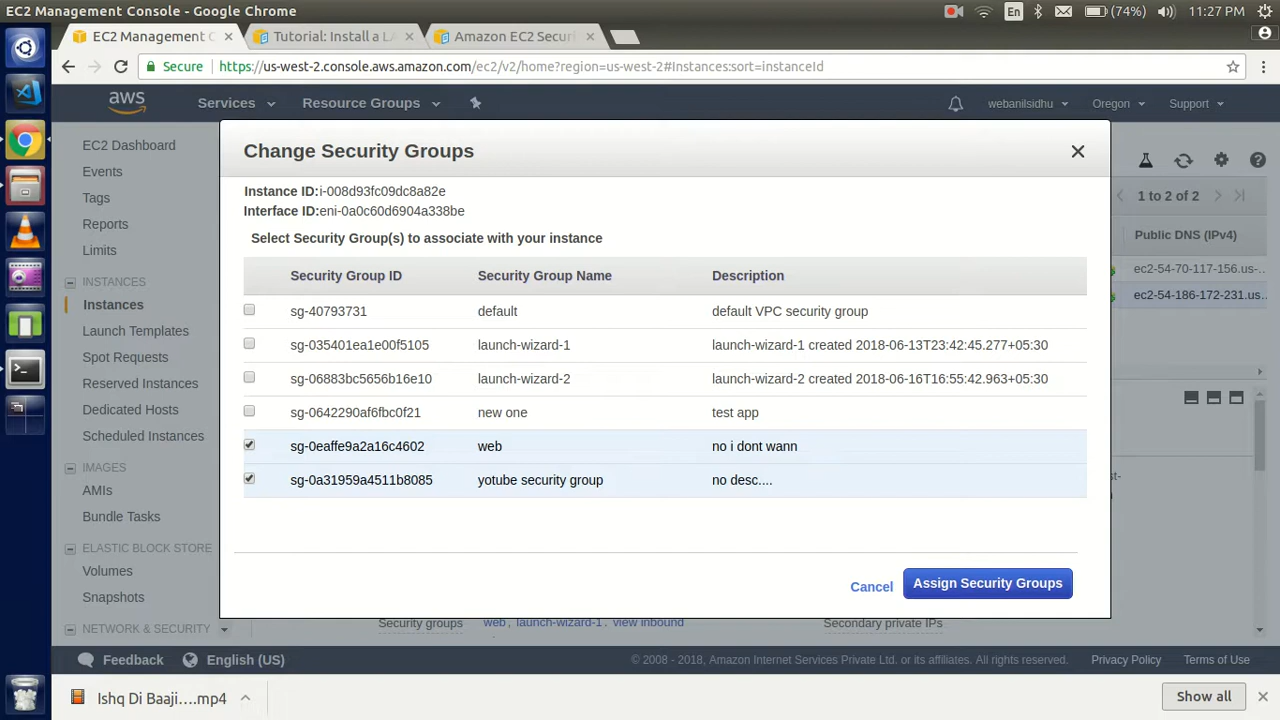 EC2 Management Console - Google Chrome
En
(74%)
11:27 PM
EC2 Management C
Tutorial: Install a LA
Amazon EC2 Secur
Secure
https://us-west-2.console.aws.amazon.com/ec2/v2/home?region=us-west-2#Instances:sort=instanceId
aws
Services
Resource Groups
webanilsidhu
Oregon
Support
EC2 Dashboard
Events
Tags
Reports
Limits
INSTANCES
Instances
Launch Templates
Spot Requests
Reserved Instances
Dedicated Hosts
Scheduled Instances
IMAGES
AMIs
Bundle Tasks
ELASTIC BLOCK STORE
Volumes
Snapshots
NETWORK & SECURITY
Change Security Groups
Instance ID:i-008d93fc09dc8a82e
Interface ID:eni-0a0c60d6904a338be
Select Security Group(s) to associate with your instance
Security Group ID Security Group Name Description
sg-40793731 default default VPC security group
sg-035401ea1e00f5105 launch-wizard-1 launch-wizard-1 created 2018-06-13T23:42:45.277+05:30
sg-06883bc5656b16e10 launch-wizard-2 launch-wizard-2 created 2018-06-16T16:55:42.963+05:30
sg-0642290af6fbc0f21 new one test app
sg-0eaffe9a2a16c4602 web no i dont wann
sg-0a31959a4511b8085 yotube security group no desc....
Cancel
Assign Security Groups
1 to 2 of 2
Public DNS (IPv4)
ec2-54-70-117-156.us-...
ec2-54-186-172-231.us...
st-
Security groups web , launch-wizard-1 . view inbound
Secondary private IPs
Feedback
English (US)
© 2008 - 2018, Amazon Internet Services Private Ltd. or its affiliates. All rights reserved.
Privacy Policy
Terms of Use
Ishq Di Baaji....mp4
Show all